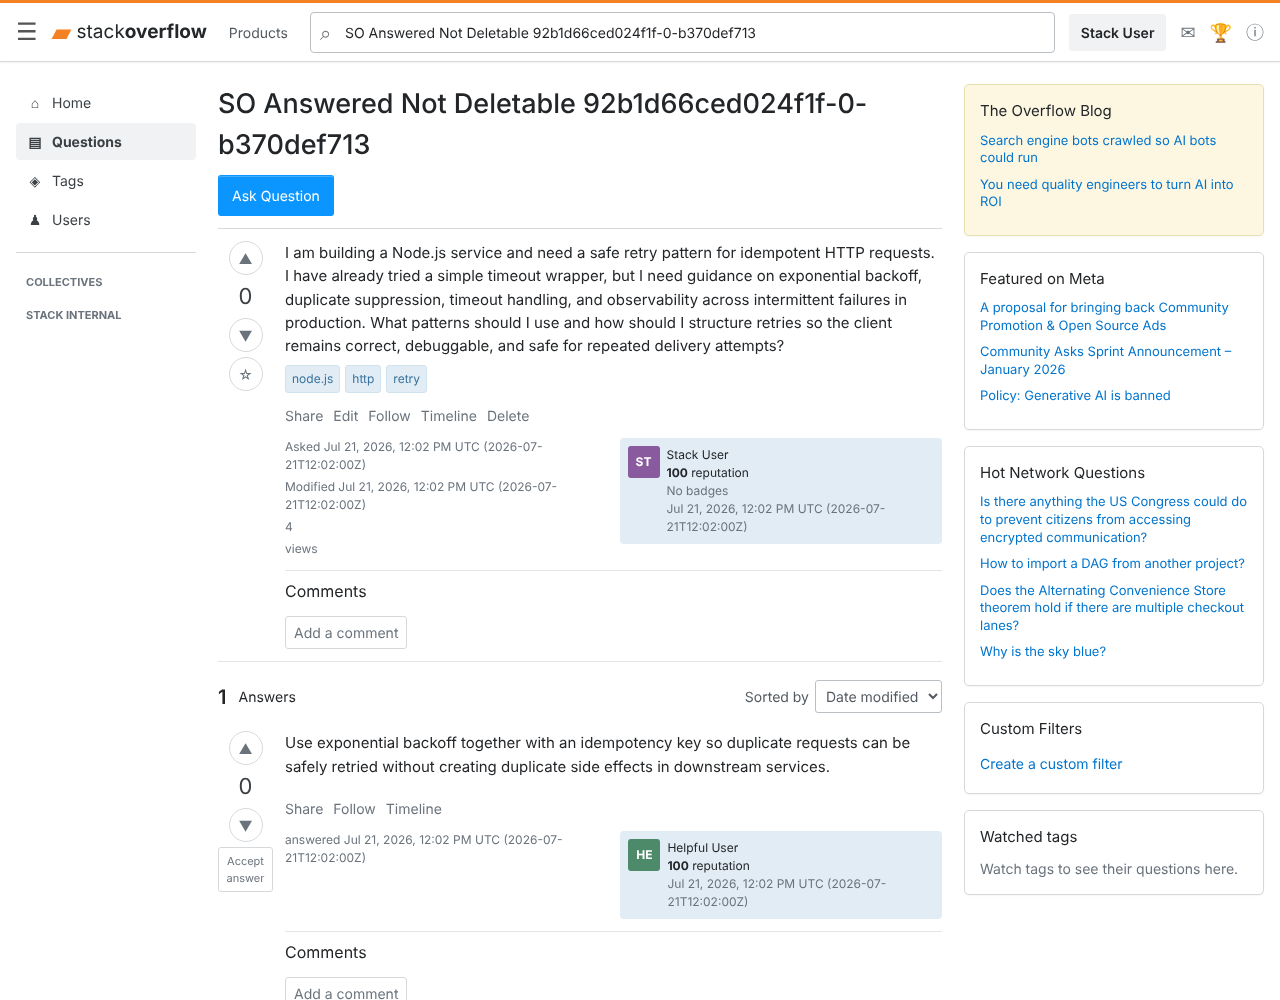 stackoverflow Products SO Answered Not Deletable 92b1d66ced024f1f-0-b370def713 Stack User
Home
Questions
Tags
Users
COLLECTIVES
STACK INTERNAL
SO Answered Not Deletable 92b1d66ced024f1f-0-
b370def713
Ask Question
I am building a Node.js service and need a safe retry pattern for idempotent HTTP requests.
I have already tried a simple timeout wrapper, but I need guidance on exponential backoff,
duplicate suppression, timeout handling, and observability across intermittent failures in
production. What patterns should I use and how should I structure retries so the client
remains correct, debuggable, and safe for repeated delivery attempts?
0
node.js http retry
Share Edit Follow Timeline Delete
Asked Jul 21, 2026, 12:02 PM UTC (2026-07-
21T12:02:00Z)
Modified Jul 21, 2026, 12:02 PM UTC (2026-07-
21T12:02:00Z)
4
views
ST
Stack User
100 reputation
No badges
Jul 21, 2026, 12:02 PM UTC (2026-07-
21T12:02:00Z)
Comments
Add a comment
1 Answers
Sorted by Date modified
Use exponential backoff together with an idempotency key so duplicate requests can be
safely retried without creating duplicate side effects in downstream services.
0
Accept
answer
Share Follow Timeline
answered Jul 21, 2026, 12:02 PM UTC (2026-07-
21T12:02:00Z)
HE
Helpful User
100 reputation
Jul 21, 2026, 12:02 PM UTC (2026-07-
21T12:02:00Z)
Comments
Add a comment
The Overflow Blog
Search engine bots crawled so AI bots
could run
You need quality engineers to turn AI into
ROI
Featured on Meta
A proposal for bringing back Community
Promotion & Open Source Ads
Community Asks Sprint Announcement –
January 2026
Policy: Generative AI is banned
Hot Network Questions
Is there anything the US Congress could do
to prevent citizens from accessing
encrypted communication?
How to import a DAG from another project?
Does the Alternating Convenience Store
theorem hold if there are multiple checkout
lanes?
Why is the sky blue?
Custom Filters
Create a custom filter
Watched tags
Watch tags to see their questions here.